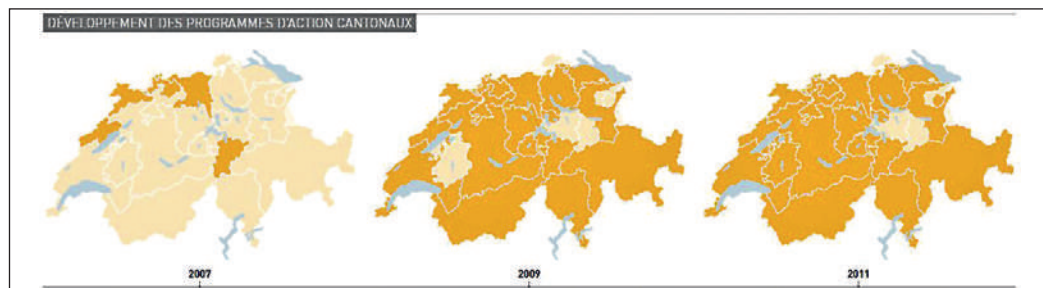 DÉVELOPPEMENT DES PROGRAMMES D'ACTION CANTONAUX
2007
2009
2011